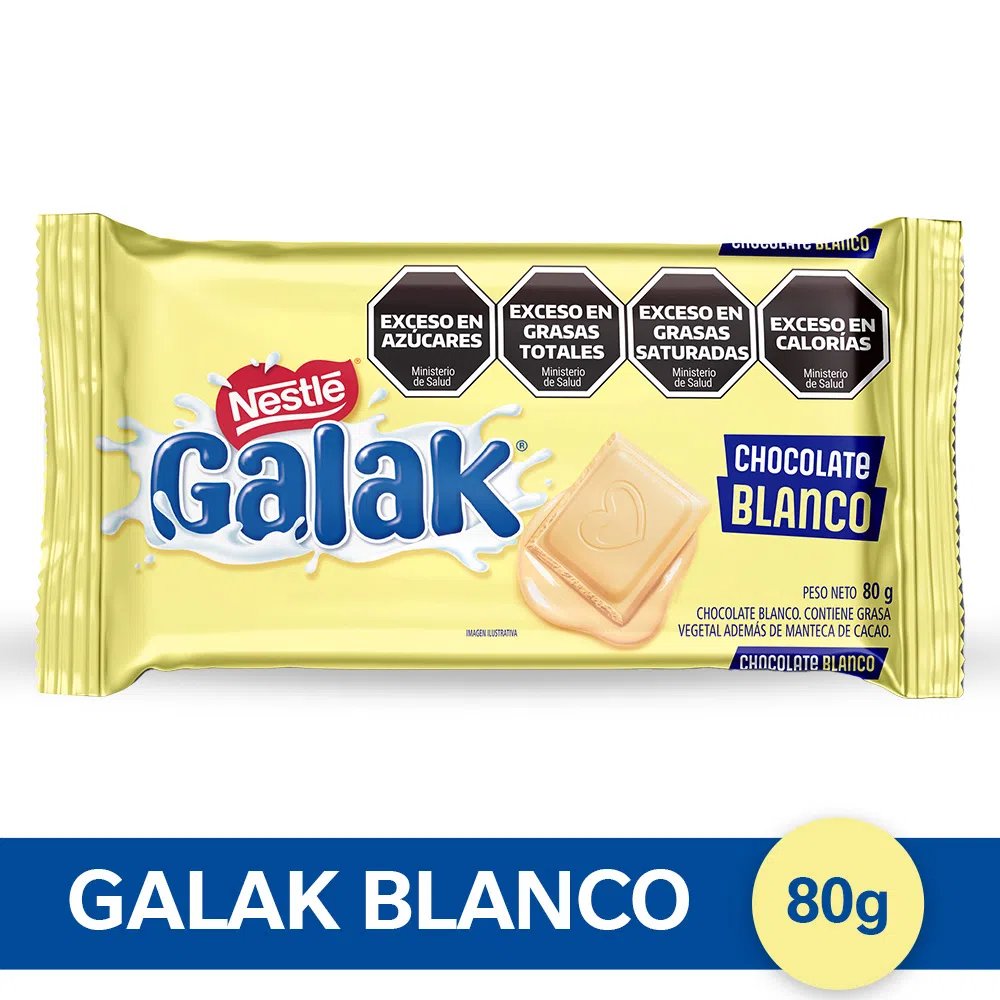 CHOCOLATE BLANCO
EXCESO EN
AZÚCARES
Ministerio
de Salud
EXCESO EN
GRASAS
TOTALES
Ministerio
de Salud
EXCESO EN
GRASAS
SATURADAS
Ministerio
de Salud
EXCESO EN
CALORÍAS
Ministerio
de Salud
Nestlé®
Galak®
CHOCOLATE
BLANCO
PESO NETO 80 g
CHOCOLATE BLANCO. CONTIENE GRASA
VEGETAL ADEMÁS DE MANTECA DE CACAO.
IMAGEN ILUSTRATIVA
CHOCOLATE BLANCO
GALAK BLANCO
80g